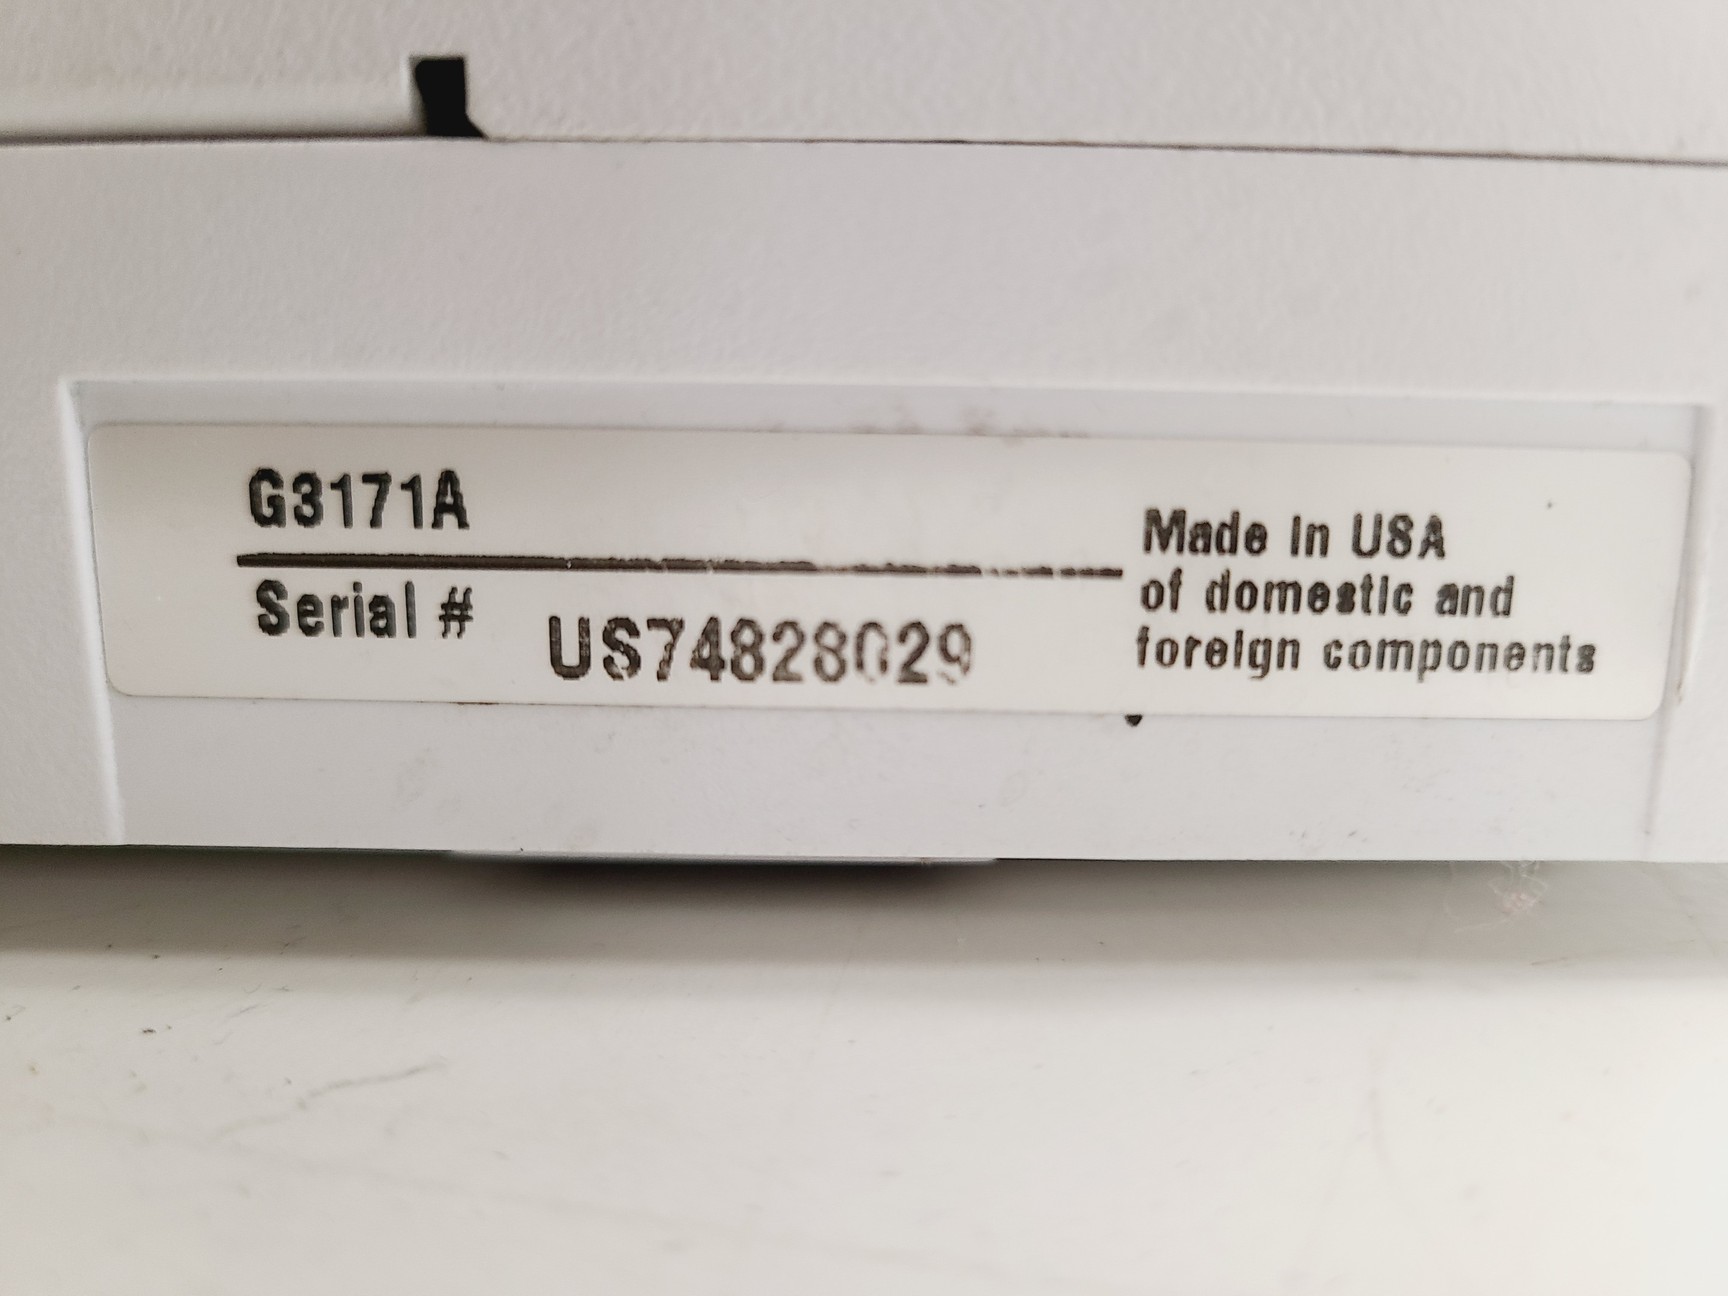 G3171A
Serial #
US74828029
Made in USA
of domestic and
foreign components